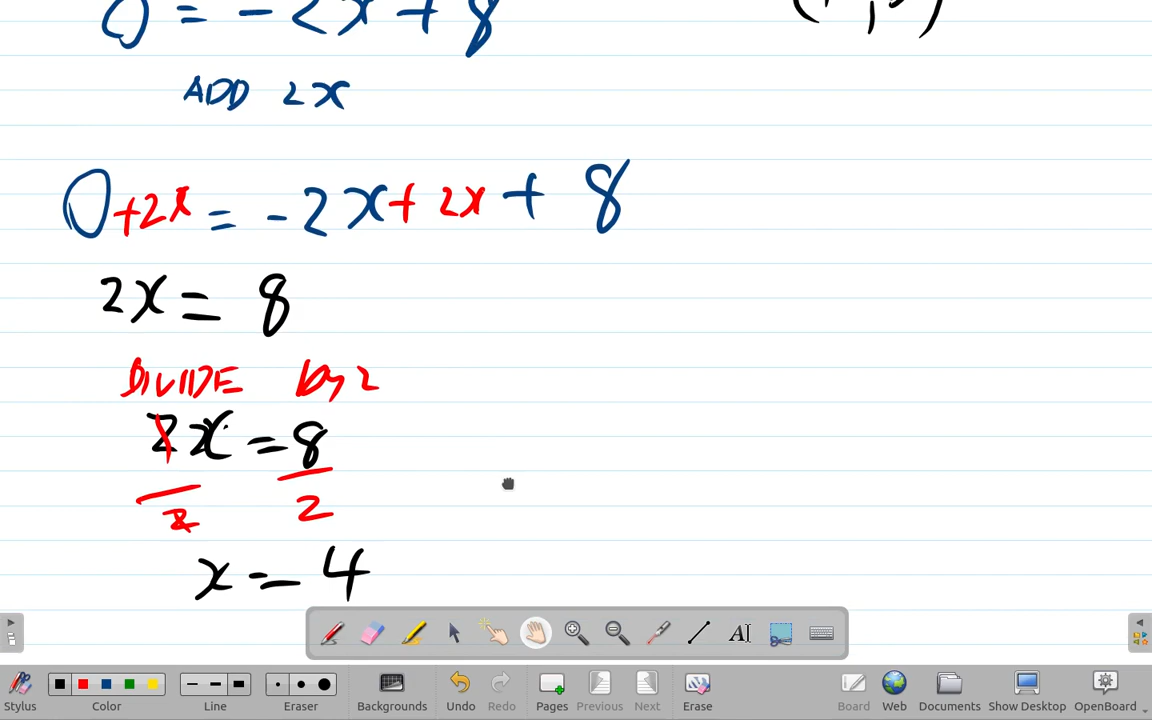 0 = -2x + 8
ADD 2x
0 +2x = -2x + 2x + 8
2x = 8
DIVIDE by 2
2x = 8
2 2
x = 4
Stylus Color Line Eraser Backgrounds Undo Redo Pages Previous Next Erase Board Web Documents Show Desktop OpenBoard